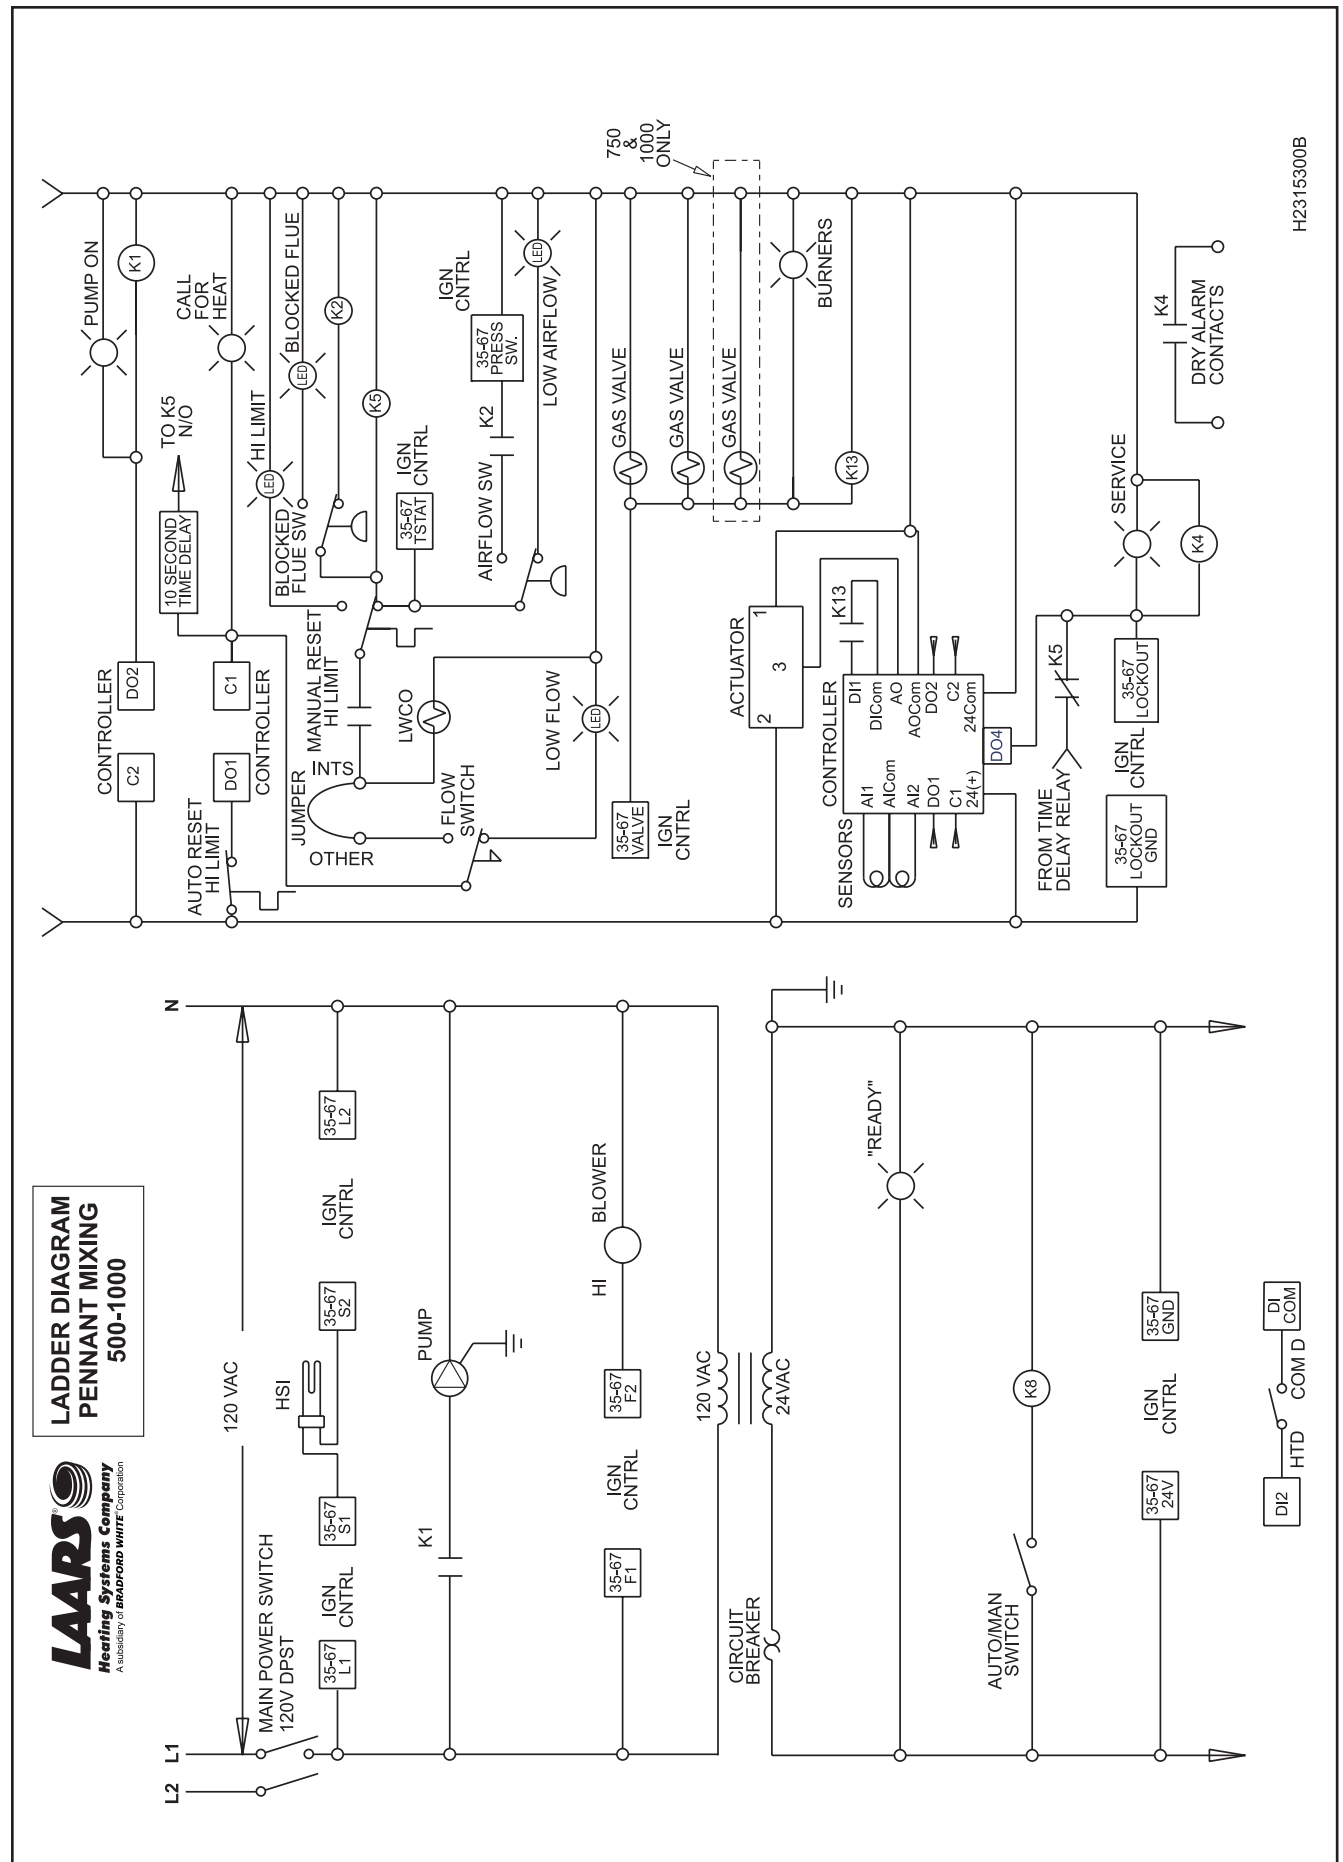 LAARS®
Heating Systems Company
A subsidiary of BRADFORD WHITE® Corporation
LADDER DIAGRAM
PENNANT MIXING
500-1000
L2
L1
N
120 VAC
MAIN POWER SWITCH
120V DPST
35-67
L1
IGN
CNTRL
35-67
S1
HSI
35-67
S2
IGN
CNTRL
35-67
L2
K1
PUMP
35-67
F1
IGN
CNTRL
35-67
F2
HI
BLOWER
120 VAC
24VAC
CIRCUIT
BREAKER
"READY"
AUTO/MAN
SWITCH
K8
35-67
24V
IGN
CNTRL
35-67
GND
DI2
HTD
COM D
DI
COM
PUMP ON
CONTROLLER
C2
DO2
K1
TO K5
N/O
10 SECOND
TIME DELAY
CALL
FOR
HEAT
AUTO RESET
HI LIMIT
DO1
C1
CONTROLLER
HI LIMIT
LED
BLOCKED FLUE
LED
BLOCKED
FLUE SW
K2
MANUAL RESET
HI LIMIT
K5
INTS
JUMPER
OTHER
LWCO
35-67
TSTAT
IGN
CNTRL
FLOW
SWITCH
AIRFLOW SW
K2
35-67
PRESS
SW.
IGN
CNTRL
LOW AIRFLOW
LED
LOW FLOW
LED
35-67
VALVE
IGN
CNTRL
GAS VALVE
GAS VALVE
GAS VALVE
750
&
1000
ONLY
BURNERS
K13
ACTUATOR
2
3
1
K13
CONTROLLER
SENSORS
AI1
AICom
AI2
DO1
C1
24(+)
DI1
DICom
AO
AOCom
DO2
C2
24Com
DO4
FROM TIME
DELAY RELAY
K5
SERVICE
K4
35-67
LOCKOUT
GND
IGN
CNTRL
35-67
LOCKOUT
K4
DRY ALARM
CONTACTS
H2315300B